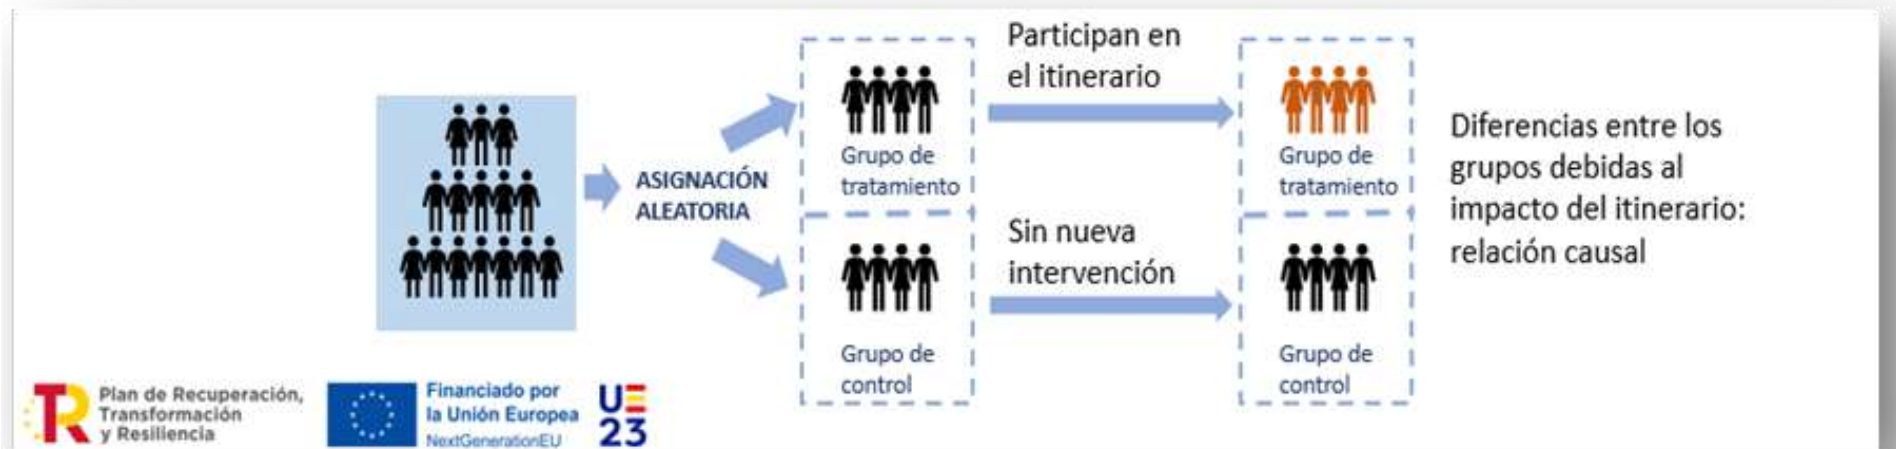 Participan en
el itinerario
ASIGNACIÓN
ALEATORIA
Grupo de
tratamiento
Grupo de
tratamiento
Diferencias entre los
grupos debidas al
impacto del itinerario:
relación causal
Sin nueva
intervención
Grupo de
control
Grupo de
control
Plan de Recuperación,
Transformación
y Resiliencia
TR
Financiado por
la Unión Europea
NextGenerationEU
UE
23